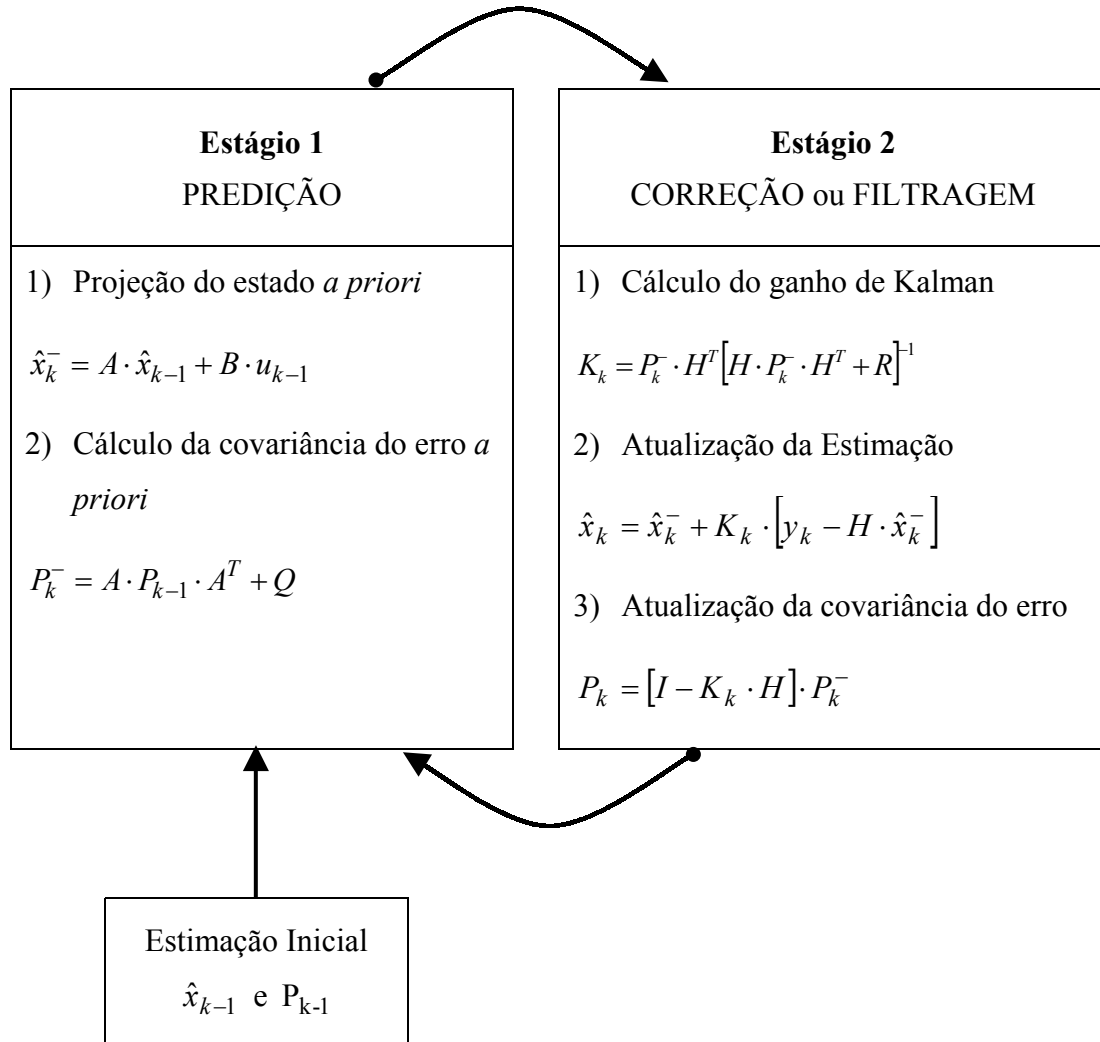 Estágio 1
PREDIÇÃO
1) Projeção do estado a priori
x̂ₖ⁻ = A · x̂ₖ₋₁ + B · uₖ₋₁
2) Cálculo da covariância do erro a
priori
Pₖ⁻ = A · Pₖ₋₁ · Aᵀ + Q
Estágio 2
CORREÇÃO ou FILTRAGEM
1) Cálculo do ganho de Kalman
Kₖ = Pₖ⁻ · Hᵀ[H · Pₖ⁻ · Hᵀ + R]⁻¹
2) Atualização da Estimação
x̂ₖ = x̂ₖ⁻ + Kₖ · [yₖ − H · x̂ₖ⁻]
3) Atualização da covariância do erro
Pₖ = [I − Kₖ · H] · Pₖ⁻
Estimação Inicial
x̂ₖ₋₁ e Pₖ₋₁